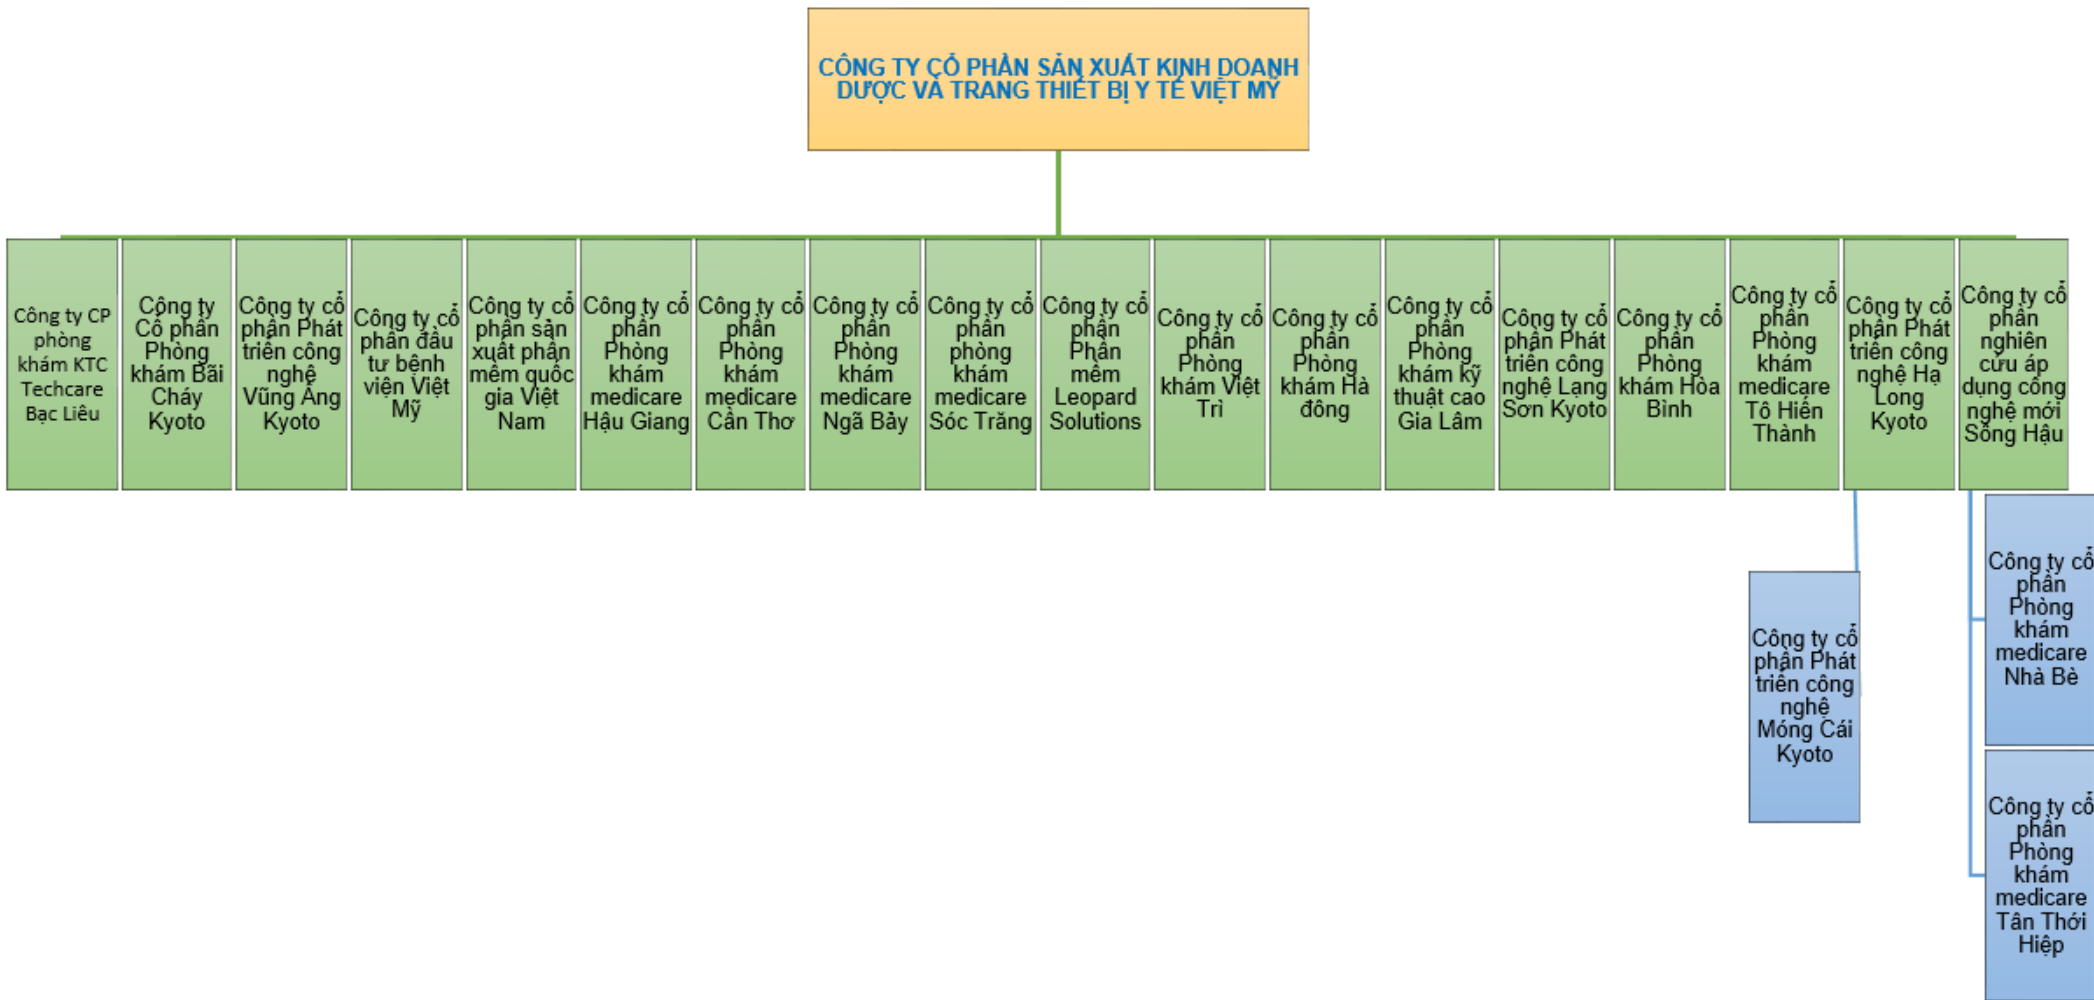 CÔNG TY CỔ PHẦN SẢN XUẤT KINH DOANH
DƯỢC VÀ TRANG THIẾT BỊ Y TẾ VIỆT MỸ
Công ty CP
phòng
khám KTC
Techcare
Bạc Liêu
Công ty
Cổ phần
Phòng
khám Bãi
Cháy
Kyoto
Công ty cổ
phần Phát
triển công
nghệ
Vũng Áng
Kyoto
Công ty cổ
phần đầu
tư bệnh
viện Việt
Mỹ
Công ty cổ
phần sản
xuất phần
mềm quốc
gia Việt
Nam
Công ty cổ
phần
Phòng
khám
medicare
Hậu Giang
Công ty cổ
phần
Phòng
khám
medicare
Cần Thơ
Công ty cổ
phần
Phòng
khám
medicare
Ngã Bảy
Công ty cổ
phần
phòng
khám
medicare
Sóc Trăng
Công ty cổ
phần
Phần
mềm
Leopard
Solutions
Công ty cổ
phần
Phòng
khám Việt
Trì
Công ty cổ
phần
Phòng
khám Hà
đông
Công ty cổ
phần
Phòng
khám kỹ
thuật cao
Gia Lâm
Công ty cổ
phần Phát
triển công
nghệ Lạng
Sơn Kyoto
Công ty cổ
phần
Phòng
khám Hòa
Bình
Công ty cổ
phần
Phòng
khám
medicare
Tô Hiến
Thành
Công ty cổ
phần Phát
triển công
nghệ Hạ
Long
Kyoto
Công ty cổ
phần
nghiên
cứu áp
dụng công
nghệ mới
Sông Hậu
Công ty cổ
phần Phát
triển công
nghệ
Móng Cái
Kyoto
Công ty cổ
phần
Phòng
khám
medicare
Nhà Bè
Công ty cổ
phần
Phòng
khám
medicare
Tân Thới
Hiệp